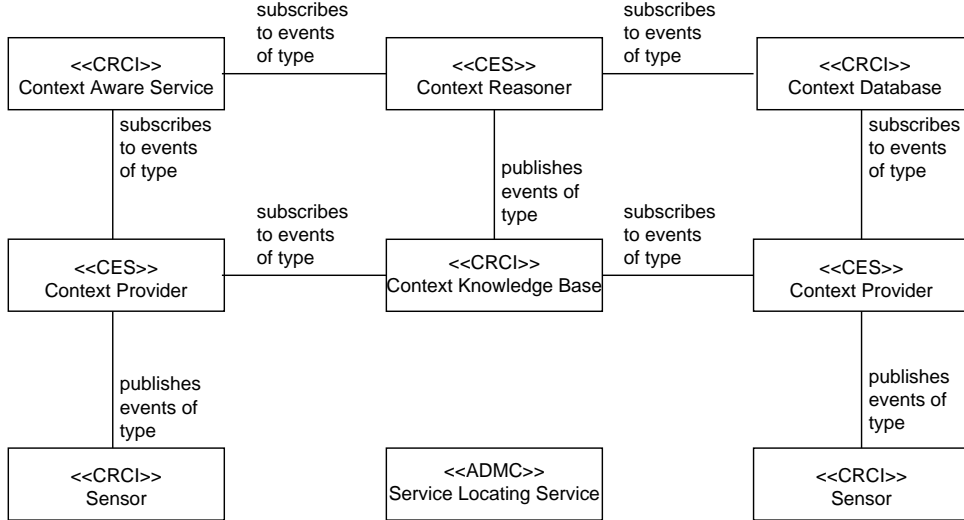 subscribes
to events
of type
subscribes
to events
of type
<<CRCI>>
Context Aware Service
<<CES>>
Context Reasoner
<<CRCI>>
Context Database
subscribes
to events
of type
publishes
events of
type
subscribes
to events
of type
subscribes
to events
of type
subscribes
to events
of type
<<CES>>
Context Provider
<<CRCI>>
Context Knowledge Base
<<CES>>
Context Provider
publishes
events of
type
publishes
events of
type
<<CRCI>>
Sensor
<<ADMC>>
Service Locating Service
<<CRCI>>
Sensor